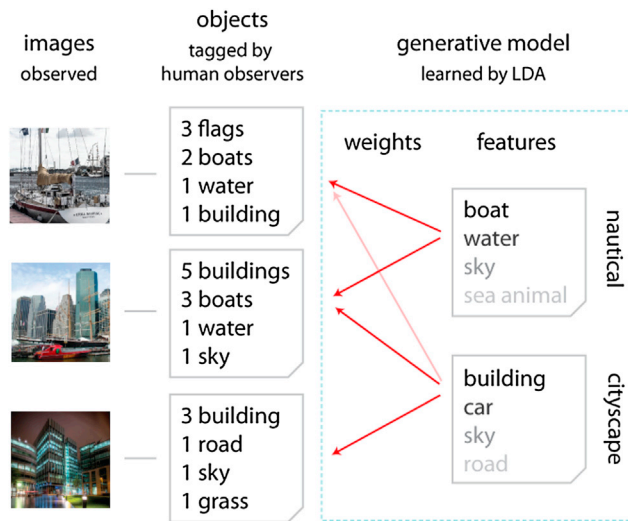 images
observed
objects
tagged by
human observers
generative model
learned by LDA
3 flags
2 boats
1 water
1 building
5 buildings
3 boats
1 water
1 sky
3 building
1 road
1 sky
1 grass
weights
features
boat
water
sky
sea animal
nautical
building
car
sky
road
cityscape